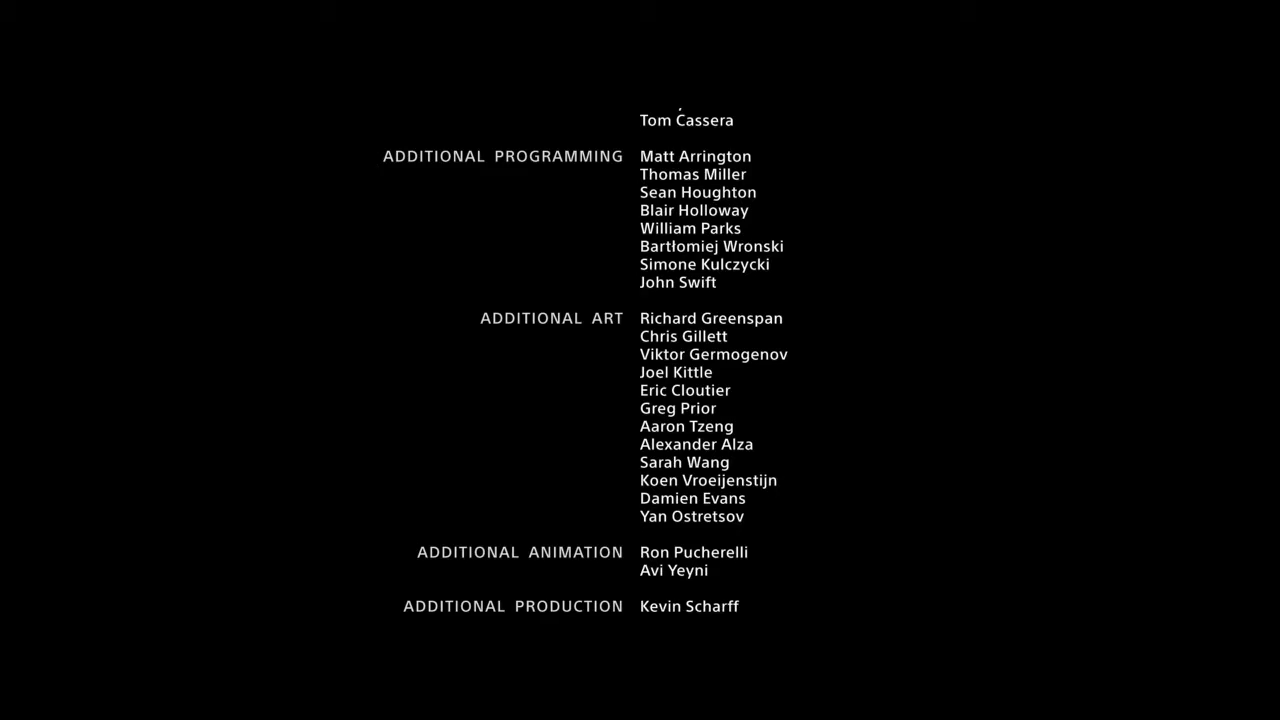 Tom Cassera
ADDITIONAL PROGRAMMING Matt Arrington
Thomas Miller
Sean Houghton
Blair Holloway
William Parks
Bartłomiej Wronski
Simone Kulczycki
John Swift
ADDITIONAL ART Richard Greenspan
Chris Gillett
Viktor Germogenov
Joel Kittle
Eric Cloutier
Greg Prior
Aaron Tzeng
Alexander Alza
Sarah Wang
Koen Vroeijenstijn
Damien Evans
Yan Ostretsov
ADDITIONAL ANIMATION Ron Pucherelli
Avi Yeyni
ADDITIONAL PRODUCTION Kevin Scharff